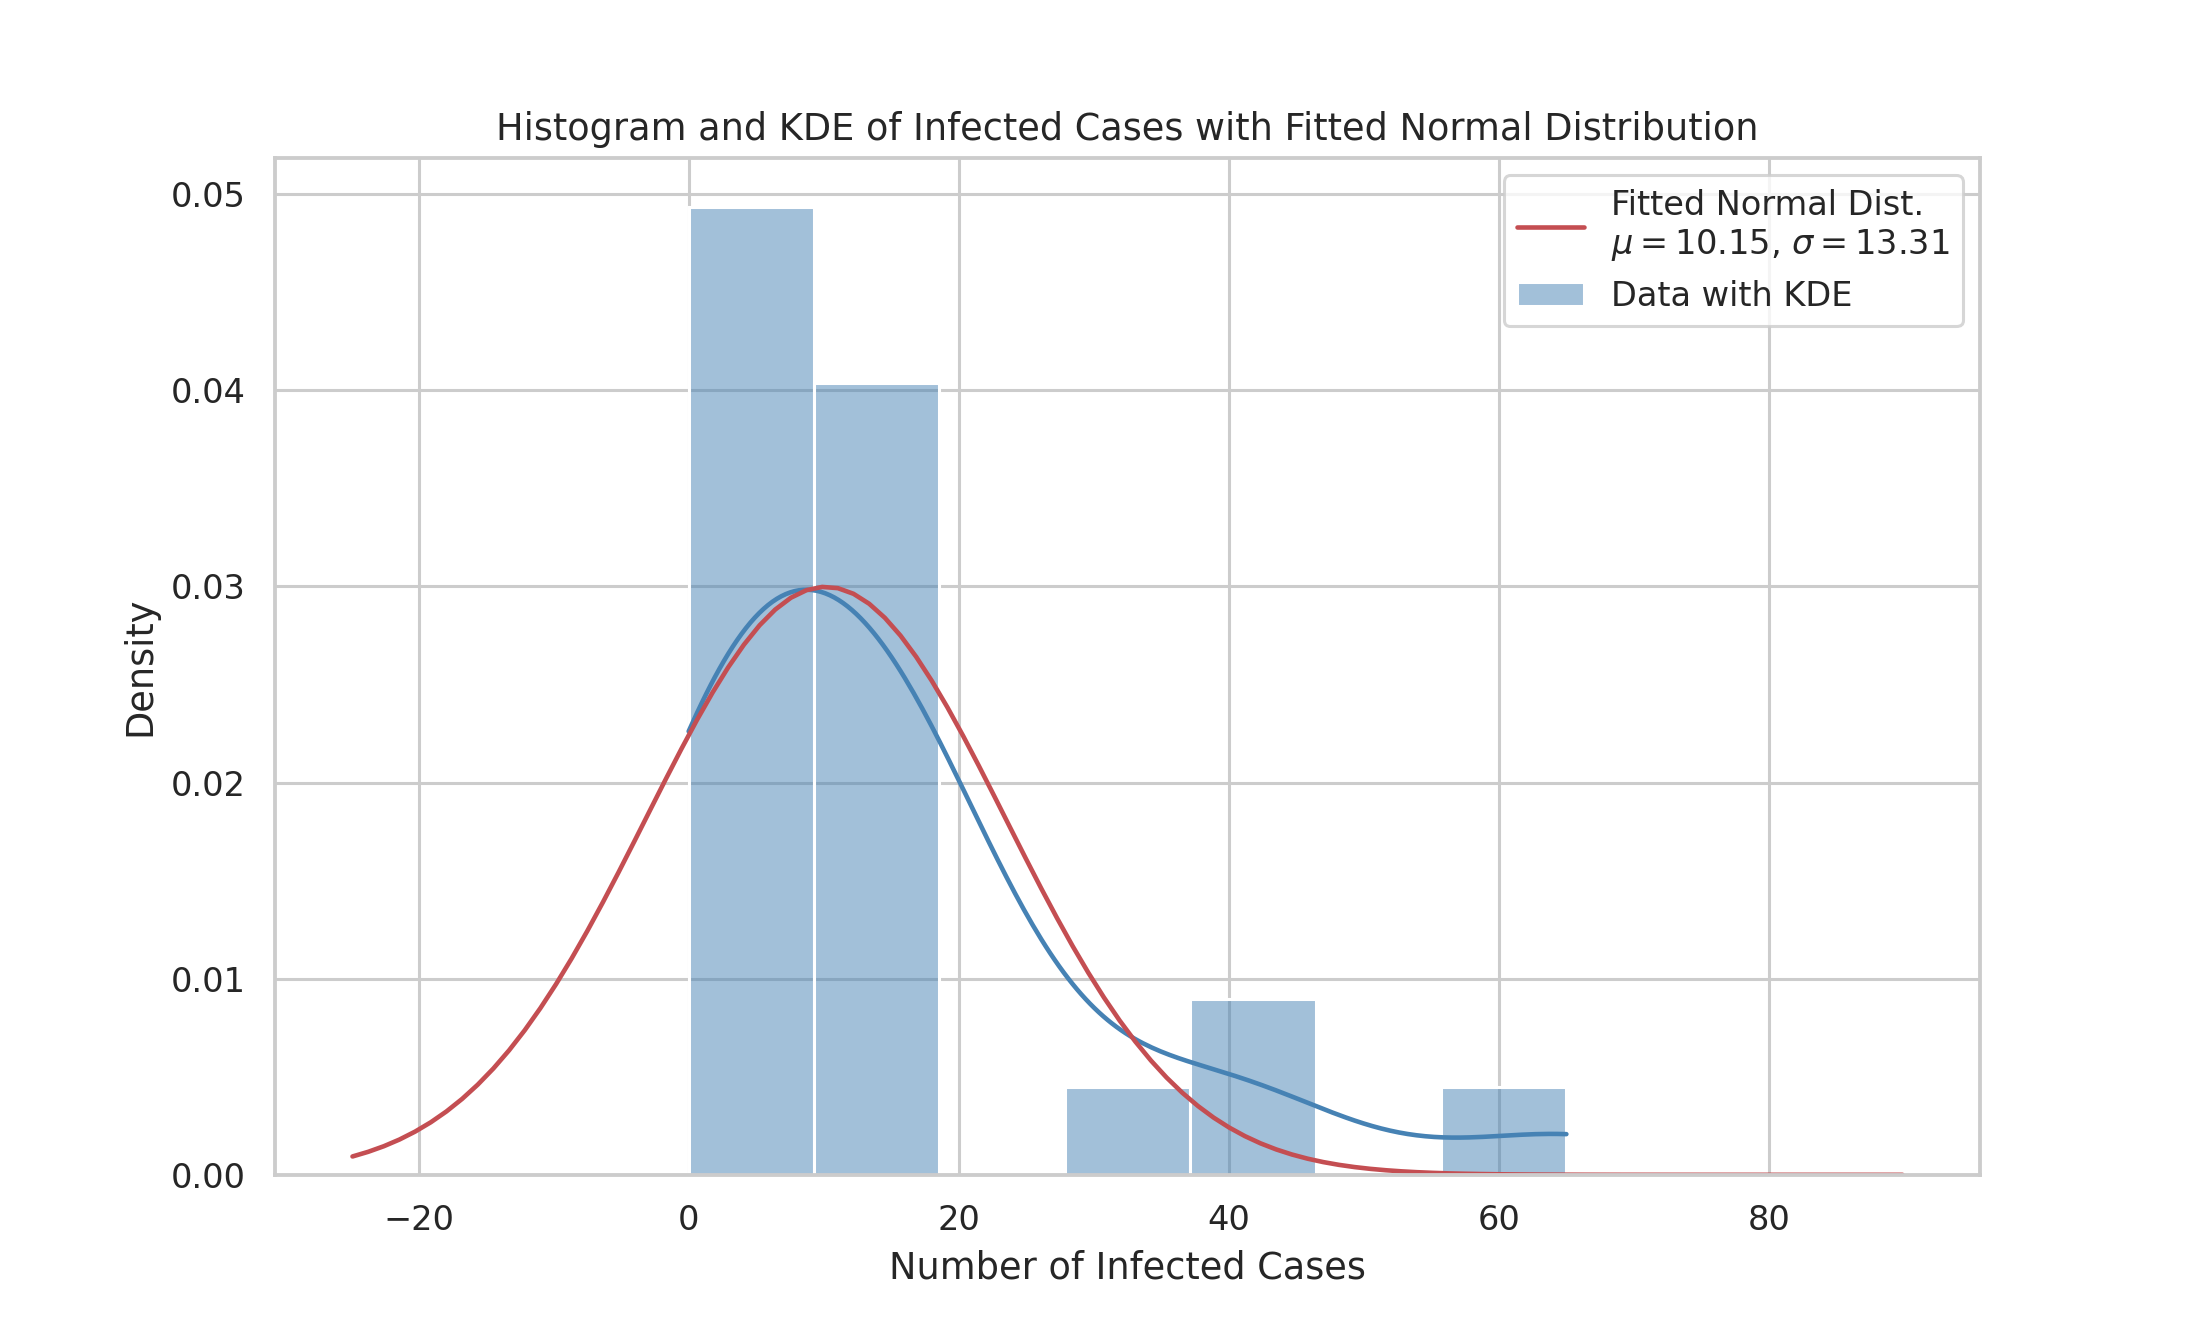 Histogram and KDE of Infected Cases with Fitted Normal Distribution
Fitted Normal Dist.
μ = 10.15, σ = 13.31
Data with KDE
Density
0.05
0.04
0.03
0.02
0.01
0.00
−20
0
20
40
60
80
Number of Infected Cases